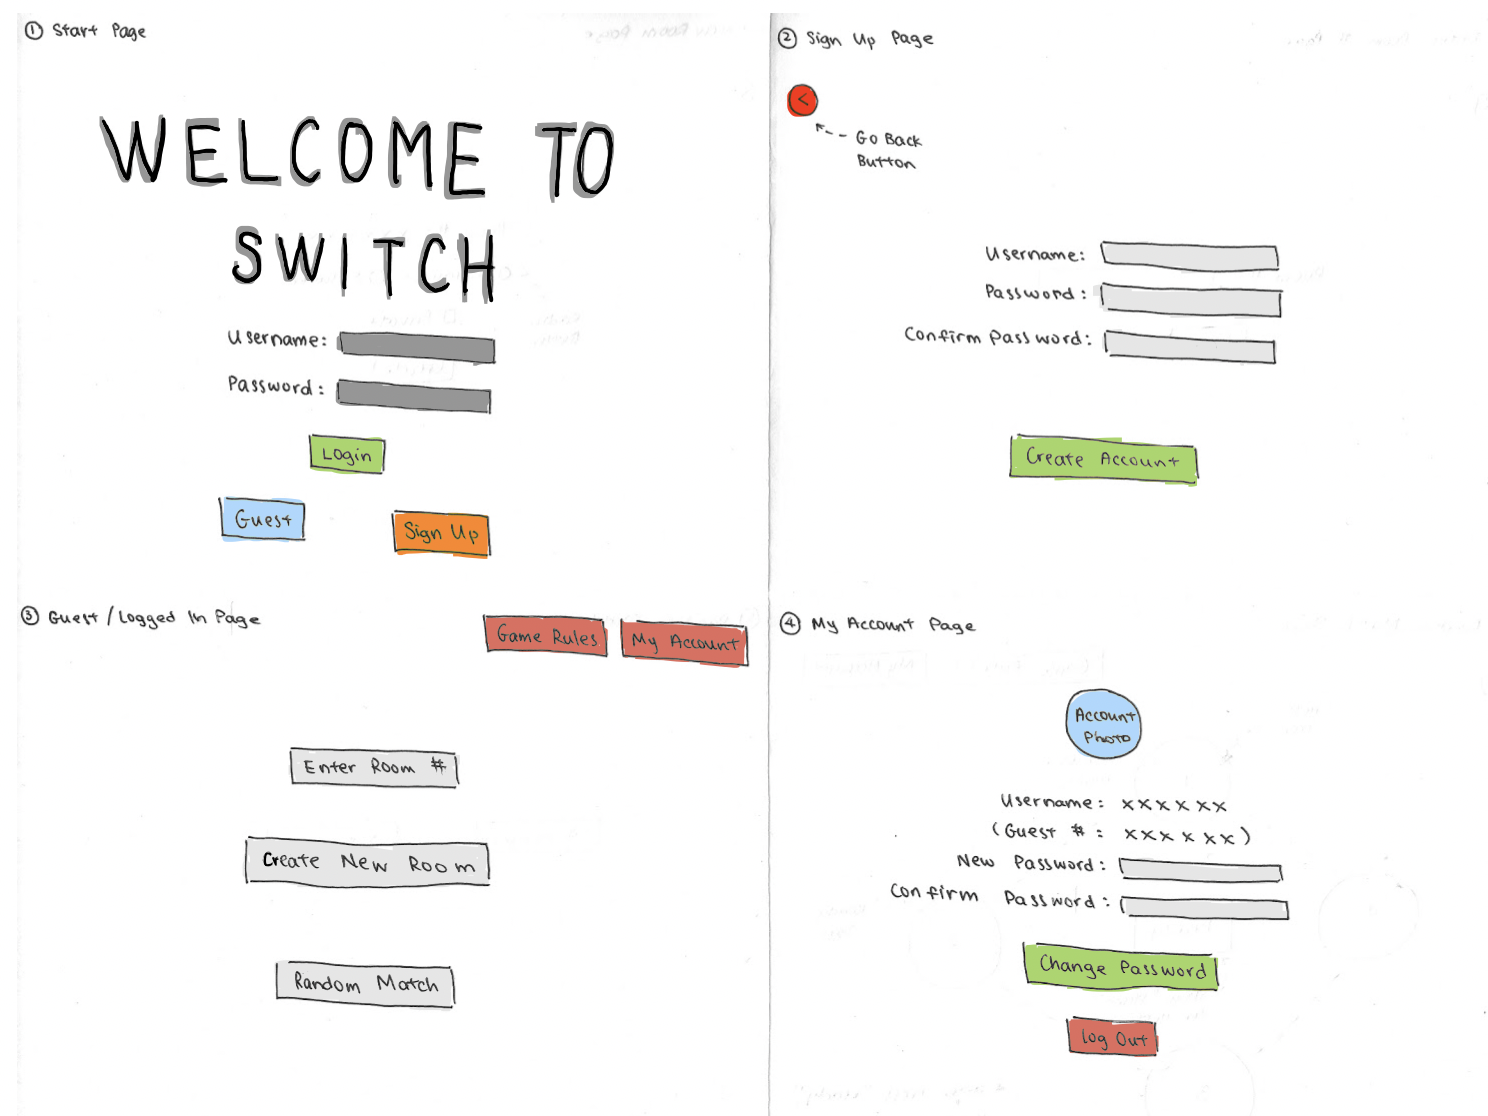 ① Start Page
WELCOME TO
SWITCH
Username:
Password:
Login
Guest
Sign Up
② Sign Up Page
<
Go Back
Button
Username:
Password:
Confirm Password:
Create Account
③ Guest / Logged In Page
Game Rules
My Account
Enter Room #
Create New Room
Random Match
④ My Account Page
Account
Photo
Username: xxxxxx
(Guest #: xxxxxx)
New Password:
Confirm Password:
Change Password
Log Out